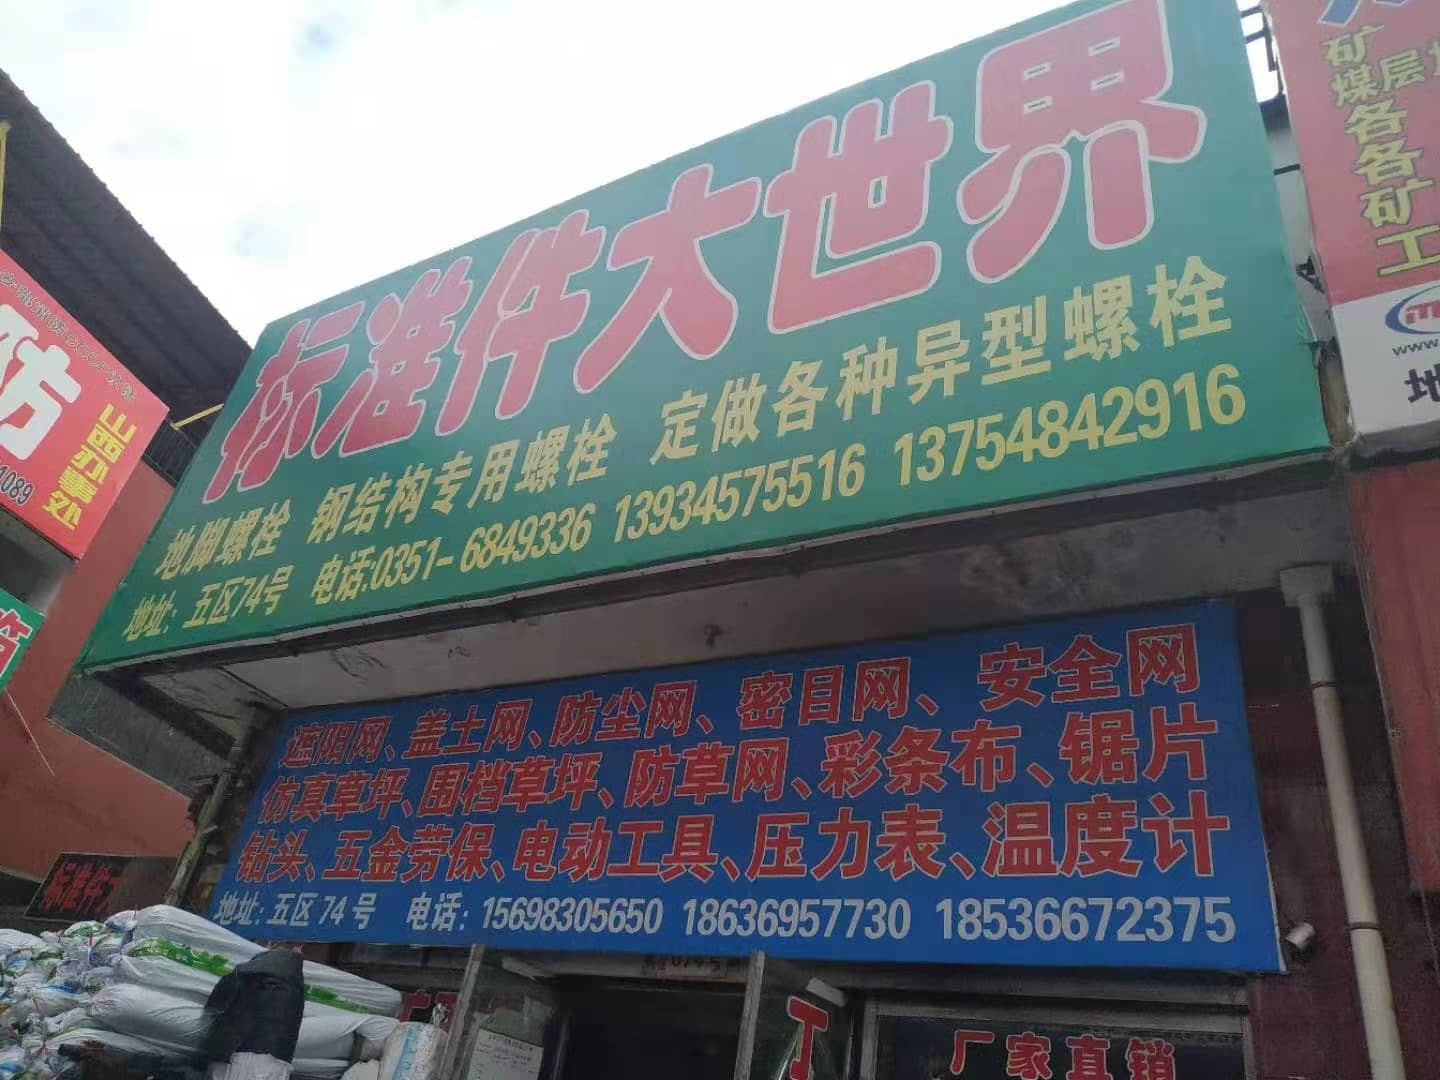 标准件大世界
地脚螺栓 钢结构专用螺栓 定做各种异型螺栓
地址：五区74号 电话:0351-6849336 13934575516 13754842916
遮阳网、盖土网、防尘网、密目网、安全网
仿真草坪、围档草坪、防草网、彩条布、锯片
钻头、五金劳保、电动工具、压力表、温度计
地址：五区74号 电话：15698305650 18636957730 18536672375
厂家直销
山西办事处
1089
标准件大
矿
煤层
各
各
矿
工
www.
地